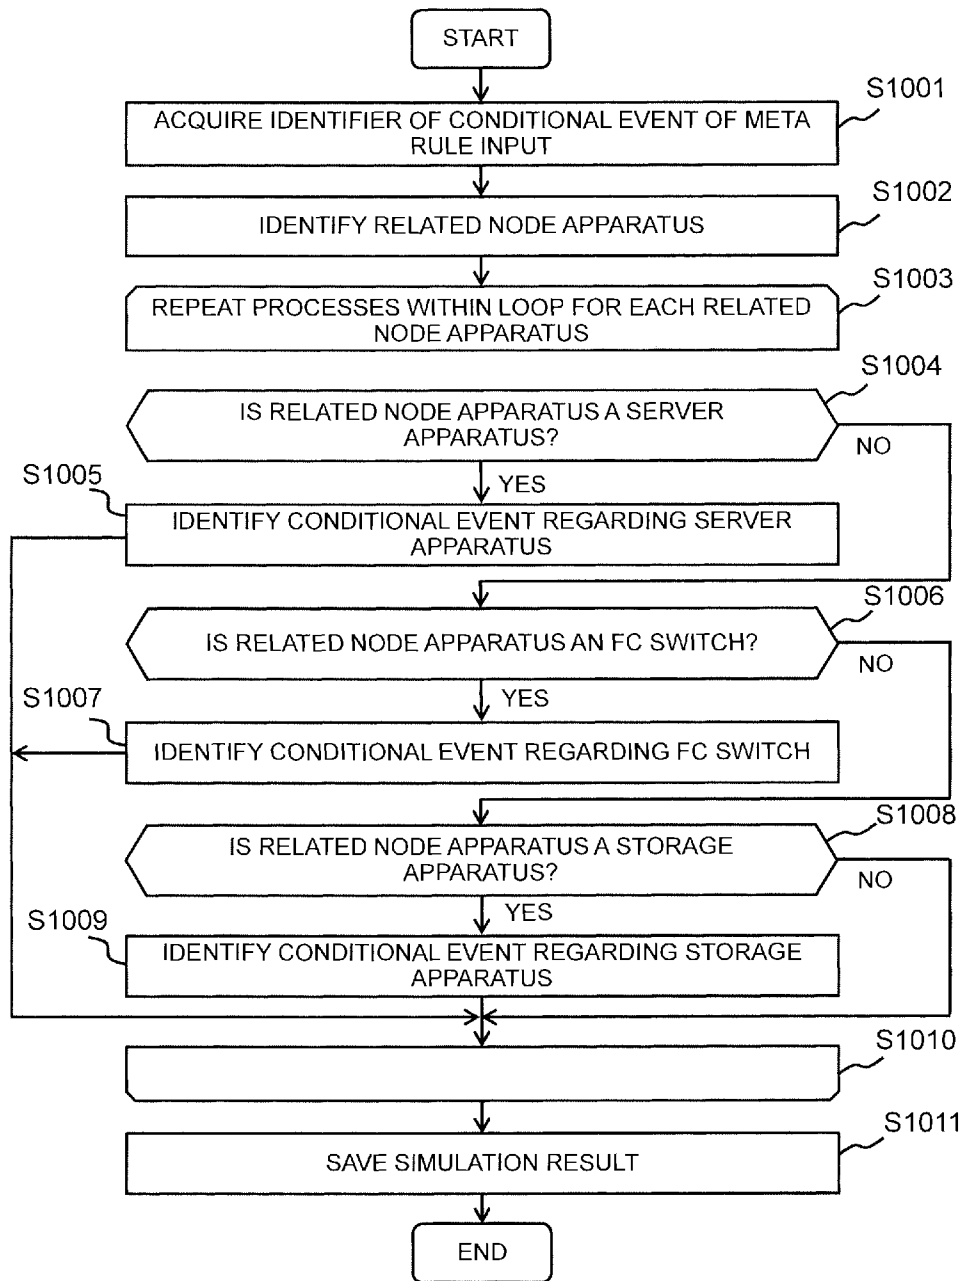 START
S1001
ACQUIRE IDENTIFIER OF CONDITIONAL EVENT OF META
RULE INPUT
S1002
IDENTIFY RELATED NODE APPARATUS
S1003
REPEAT PROCESSES WITHIN LOOP FOR EACH RELATED
NODE APPARATUS
S1004
IS RELATED NODE APPARATUS A SERVER
APPARATUS?
NO
YES
S1005
IDENTIFY CONDITIONAL EVENT REGARDING SERVER
APPARATUS
S1006
IS RELATED NODE APPARATUS AN FC SWITCH?
NO
YES
S1007
IDENTIFY CONDITIONAL EVENT REGARDING FC SWITCH
S1008
IS RELATED NODE APPARATUS A STORAGE
APPARATUS?
NO
YES
S1009
IDENTIFY CONDITIONAL EVENT REGARDING STORAGE
APPARATUS
S1010
S1011
SAVE SIMULATION RESULT
END